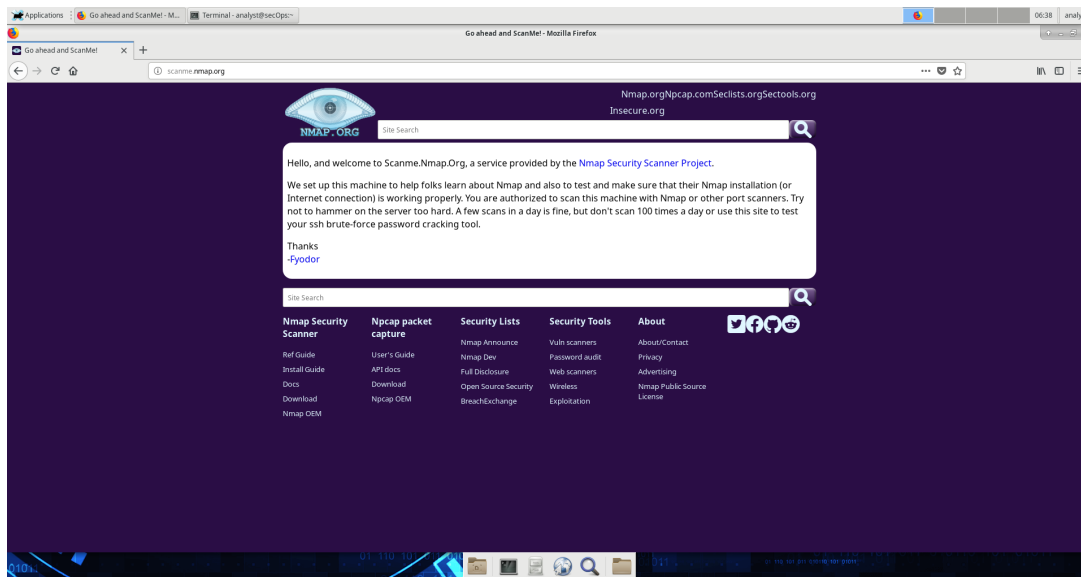 Applications
Go ahead and ScanMe! - M...
Terminal - analyst@secOps:~
06:38
analy
Go ahead and ScanMe! - Mozilla Firefox
Go ahead and ScanMe!
scanme.nmap.org
Nmap.orgNpcap.comSeclists.orgSectools.org
Insecure.org
NMAP.ORG
Site Search
Hello, and welcome to Scanme.Nmap.Org, a service provided by the Nmap Security Scanner Project.
We set up this machine to help folks learn about Nmap and also to test and make sure that their Nmap installation (or
Internet connection) is working properly. You are authorized to scan this machine with Nmap or other port scanners. Try
not to hammer on the server too hard. A few scans in a day is fine, but don't scan 100 times a day or use this site to test
your ssh brute-force password cracking tool.
Thanks
-Fyodor
Site Search
Nmap Security
Scanner
Ref Guide
Install Guide
Docs
Download
Nmap OEM
Npcap packet
capture
User's Guide
API docs
Download
Npcap OEM
Security Lists
Nmap Announce
Nmap Dev
Full Disclosure
Open Source Security
BreachExchange
Security Tools
Vuln scanners
Password audit
Web scanners
Wireless
Exploitation
About
About/Contact
Privacy
Advertising
Nmap Public Source
License